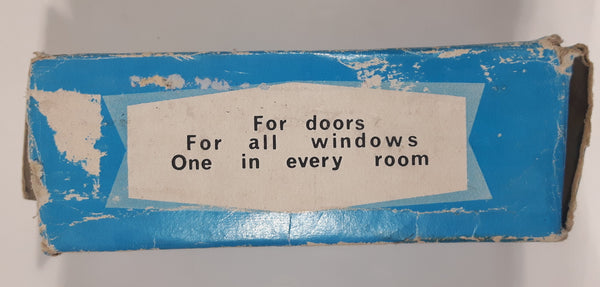 For doors
For all windows
One in every room